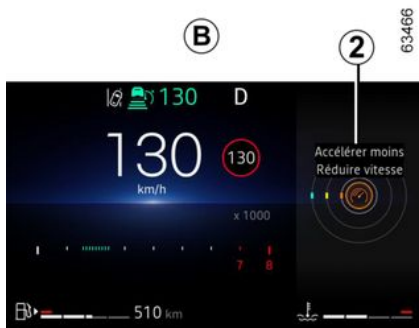 B
63466
2
130
D
130
km/h
130
Accélérer moins
Réduire vitesse
x 1000
7
8
510 km